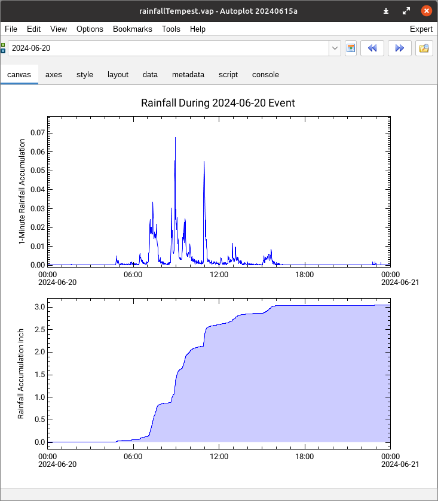 rainfallTempest.vap - Autoplot 20240615a
File Edit View Options Bookmarks Tools Help Expert
2024-06-20
canvas axes style layout data metadata script console
Rainfall During 2024-06-20 Event
1-Minute Rainfall Accumulation
0.07
0.06
0.05
0.04
0.03
0.02
0.01
0.00
00:00 06:00 12:00 18:00 00:00
2024-06-20 2024-06-21
Rainfall Accumulation inch
3.0
2.5
2.0
1.5
1.0
0.5
0.0
00:00 06:00 12:00 18:00 00:00
2024-06-20 2024-06-21